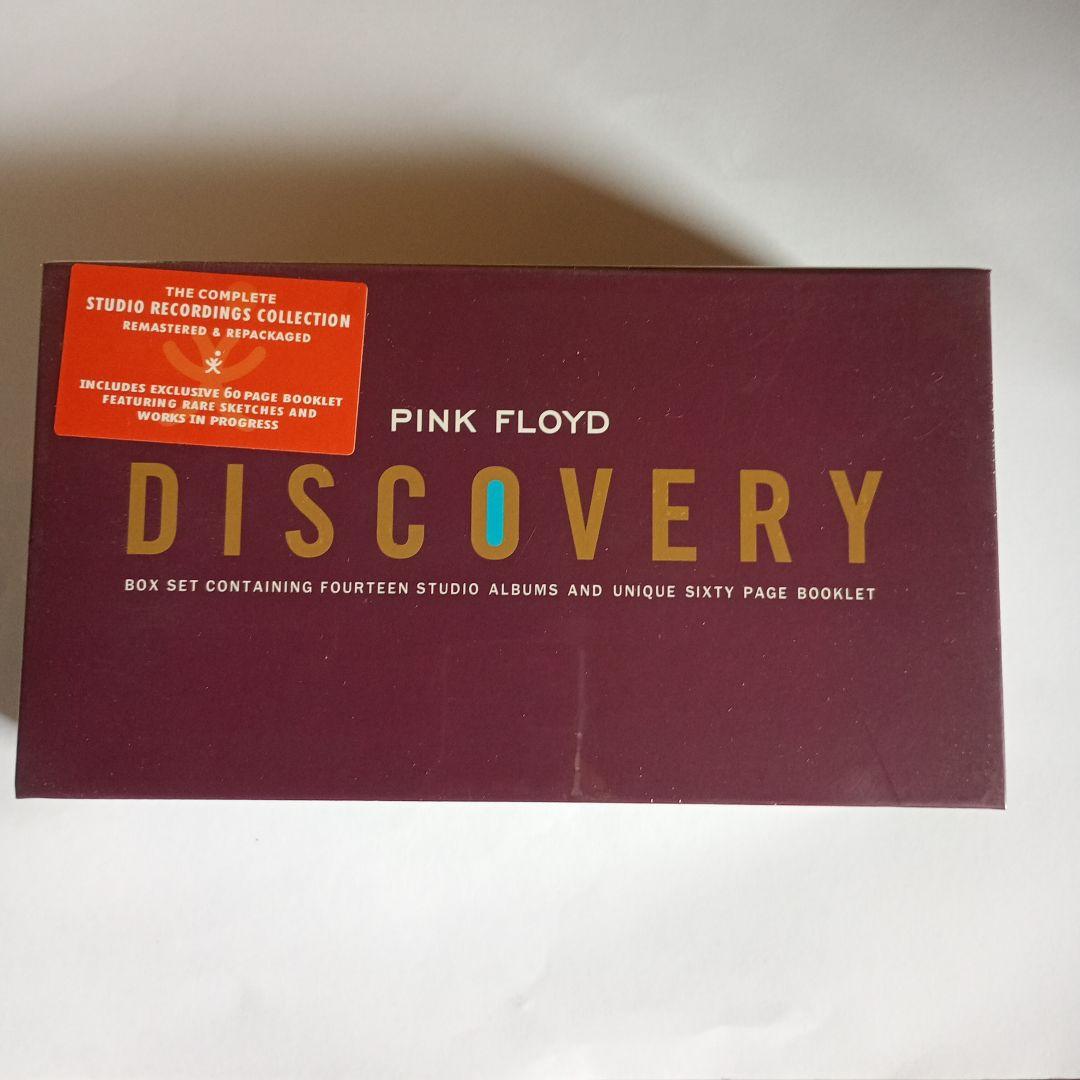 THE COMPLETE
STUDIO RECORDINGS COLLECTION
REMASTERED & REPACKAGED
INCLUDES EXCLUSIVE 60 PAGE BOOKLET
FEATURING RARE SKETCHES AND
WORKS IN PROGRESS
PINK FLOYD
DISCOVERY
BOX SET CONTAINING FOURTEEN STUDIO ALBUMS AND UNIQUE SIXTY PAGE BOOKLET